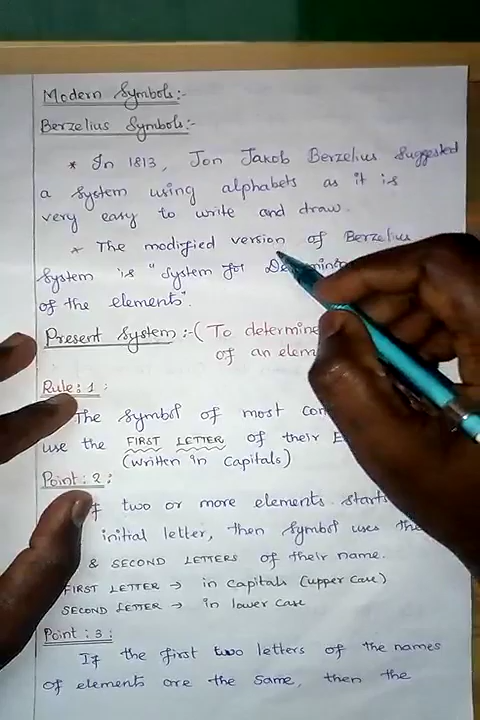 Modern Symbols:-
Berzelius Symbols:-
* In 1813, Jon Jakob Berzelius suggested
a system using alphabets as it is
very easy to write and draw.
* The modified version of Berzelius
System is "System for
of the elements".
Present System :- ( To determine
of an
Rule: 1 :
The symbol of most
use the FIRST LETTER of their
(written in Capitals)
Point: 2 :
If two or more elements starts
initial letter, then symbol uses the
& SECOND LETTERS of their name.
FIRST LETTER → in capitals (upper case)
SECOND LETTER → in lower case
Point : 3 :
If the first two letters of the names
of elements are the same, then the